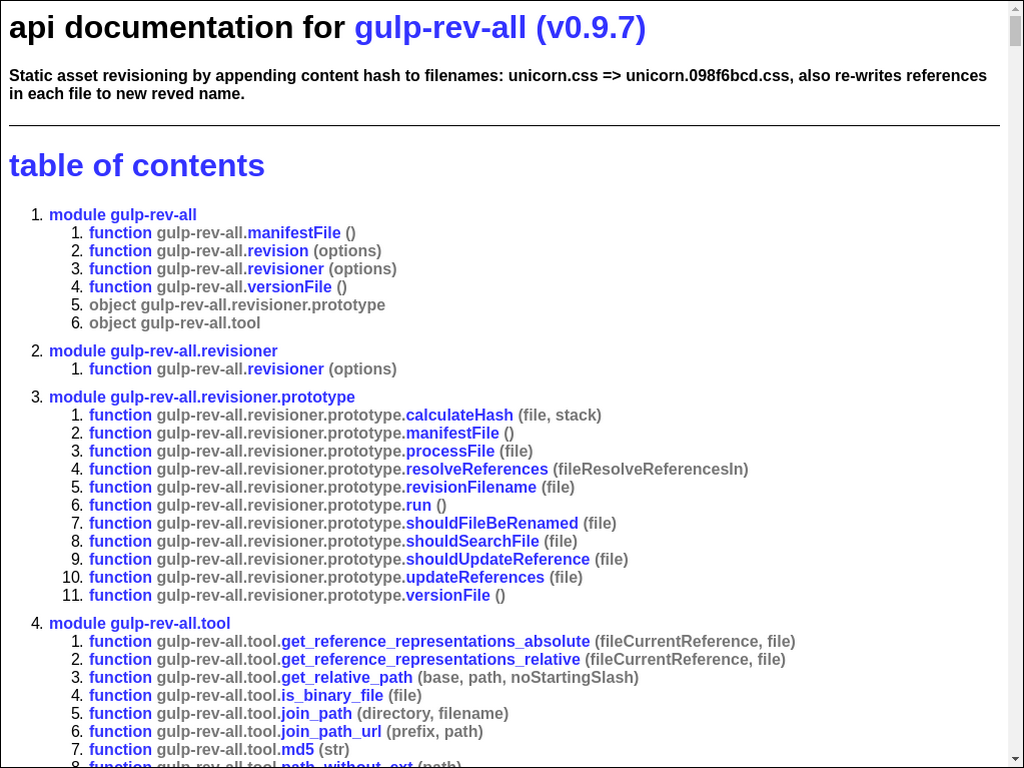 api documentation for gulp-rev-all (v0.9.7)
Static asset revisioning by appending content hash to filenames: unicorn.css => unicorn.098f6bcd.css, also re-writes references
in each file to new reved name.
table of contents
1. module gulp-rev-all
1. function gulp-rev-all.manifestFile ()
2. function gulp-rev-all.revision (options)
3. function gulp-rev-all.revisioner (options)
4. function gulp-rev-all.versionFile ()
5. object gulp-rev-all.revisioner.prototype
6. object gulp-rev-all.tool
2. module gulp-rev-all.revisioner
1. function gulp-rev-all.revisioner (options)
3. module gulp-rev-all.revisioner.prototype
1. function gulp-rev-all.revisioner.prototype.calculateHash (file, stack)
2. function gulp-rev-all.revisioner.prototype.manifestFile ()
3. function gulp-rev-all.revisioner.prototype.processFile (file)
4. function gulp-rev-all.revisioner.prototype.resolveReferences (fileResolveReferencesIn)
5. function gulp-rev-all.revisioner.prototype.revisionFilename (file)
6. function gulp-rev-all.revisioner.prototype.run ()
7. function gulp-rev-all.revisioner.prototype.shouldFileBeRenamed (file)
8. function gulp-rev-all.revisioner.prototype.shouldSearchFile (file)
9. function gulp-rev-all.revisioner.prototype.shouldUpdateReference (file)
10. function gulp-rev-all.revisioner.prototype.updateReferences (file)
11. function gulp-rev-all.revisioner.prototype.versionFile ()
4. module gulp-rev-all.tool
1. function gulp-rev-all.tool.get_reference_representations_absolute (fileCurrentReference, file)
2. function gulp-rev-all.tool.get_reference_representations_relative (fileCurrentReference, file)
3. function gulp-rev-all.tool.get_relative_path (base, path, noStartingSlash)
4. function gulp-rev-all.tool.is_binary_file (file)
5. function gulp-rev-all.tool.join_path (directory, filename)
6. function gulp-rev-all.tool.join_path_url (prefix, path)
7. function gulp-rev-all.tool.md5 (str)
8. function gulp-rev-all.tool.path_without_ext (path)